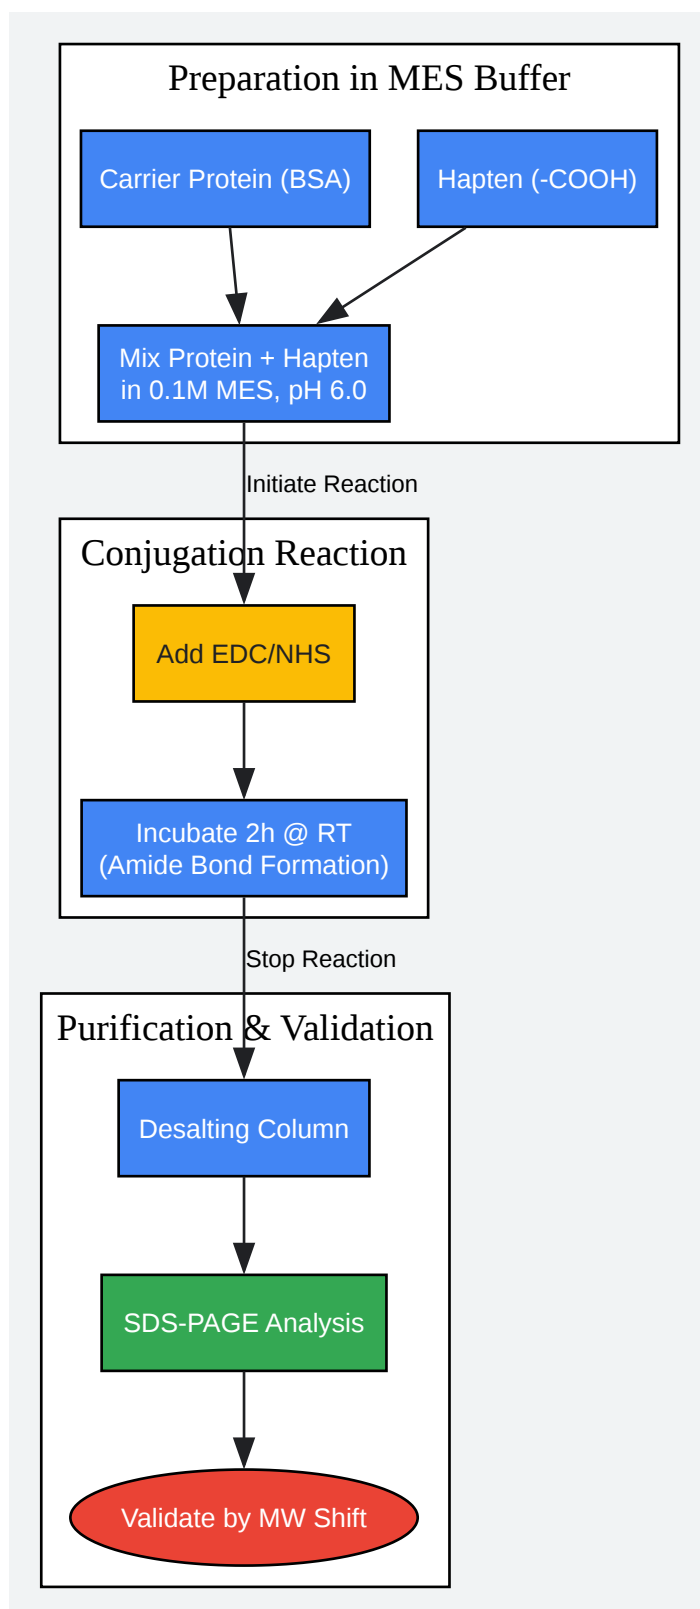 Preparation in MES Buffer
Carrier Protein (BSA)
Hapten (-COOH)
Mix Protein + Hapten
in 0.1M MES, pH 6.0
Initiate Reaction
Conjugation Reaction
Add EDC/NHS
Incubate 2h @ RT
(Amide Bond Formation)
Stop Reaction
Purification & Validation
Desalting Column
SDS-PAGE Analysis
Validate by MW Shift